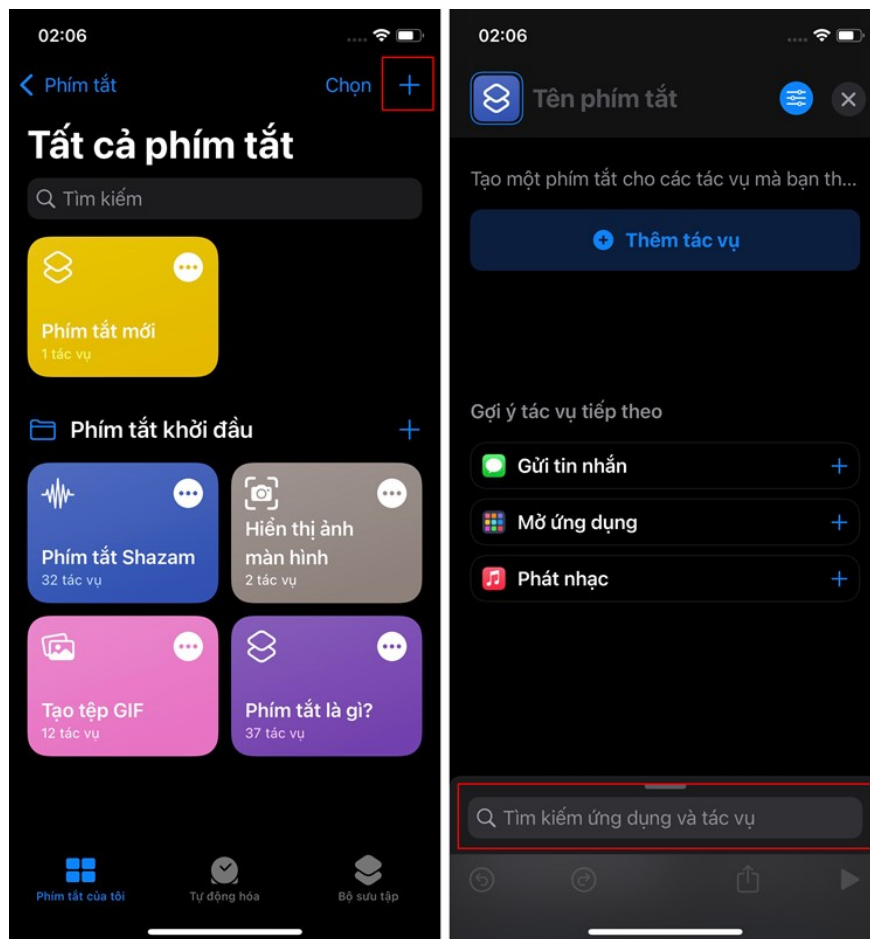 02:06
Phím tắt
Chọn
Tất cả phím tắt
Tìm kiếm
Phím tắt mới
1 tác vụ
Phím tắt khởi đầu
Phím tắt Shazam
32 tác vụ
Hiển thị ảnh
màn hình
2 tác vụ
Tạo tệp GIF
12 tác vụ
Phím tắt là gì?
37 tác vụ
Phím tắt của tôi
Tự động hóa
Bộ sưu tập
02:06
Tên phím tắt
Tạo một phím tắt cho các tác vụ mà bạn th...
Thêm tác vụ
Gợi ý tác vụ tiếp theo
Gửi tin nhắn
Mở ứng dụng
Phát nhạc
Tìm kiếm ứng dụng và tác vụ